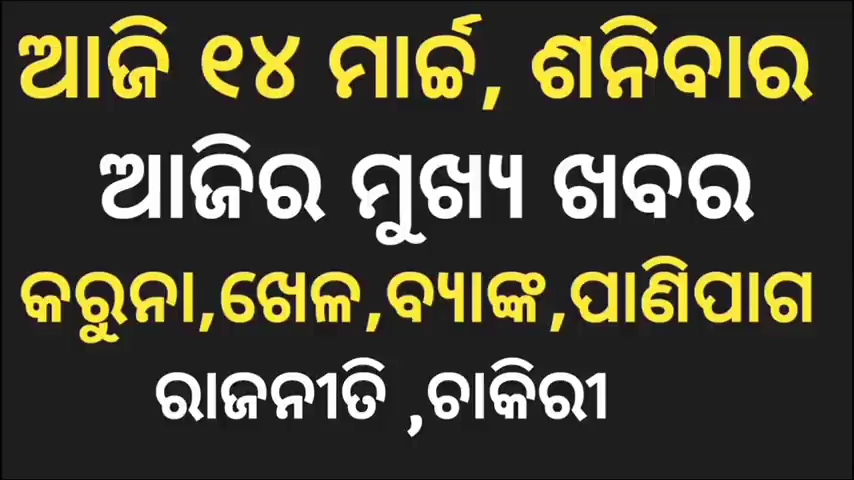 ଆଜି ୧୪ ମାର୍ଚ୍ଚ, ଶନିବାର
ଆଜିର ମୁଖ୍ୟ ଖବର
କରୁନା,ଖେଳ,ବ୍ୟାଙ୍କ,ପାଣିପାଗ
ରାଜନୀତି ,ଚାକିରୀ